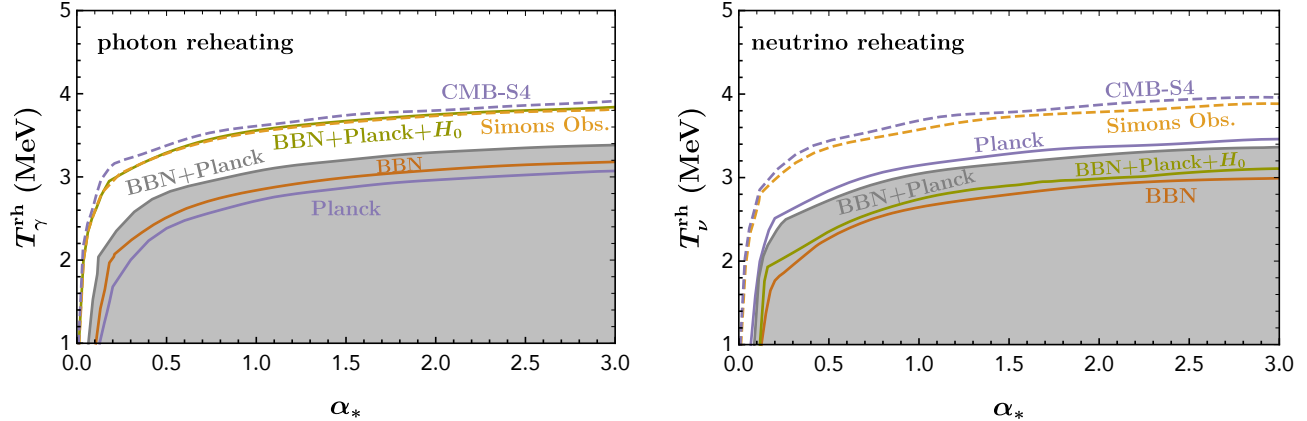 photon reheating
CMB-S4
BBN+Planck+H₀
Simons Obs.
BBN+Planck
BBN
Planck
T_γ^rh (MeV)
5
4
3
2
1
0.0 0.5 1.0 1.5 2.0 2.5 3.0
α_*
neutrino reheating
CMB-S4
Simons Obs.
Planck
BBN+Planck+H₀
BBN+Planck
BBN
T_ν^rh (MeV)
5
4
3
2
1
0.0 0.5 1.0 1.5 2.0 2.5 3.0
α_*